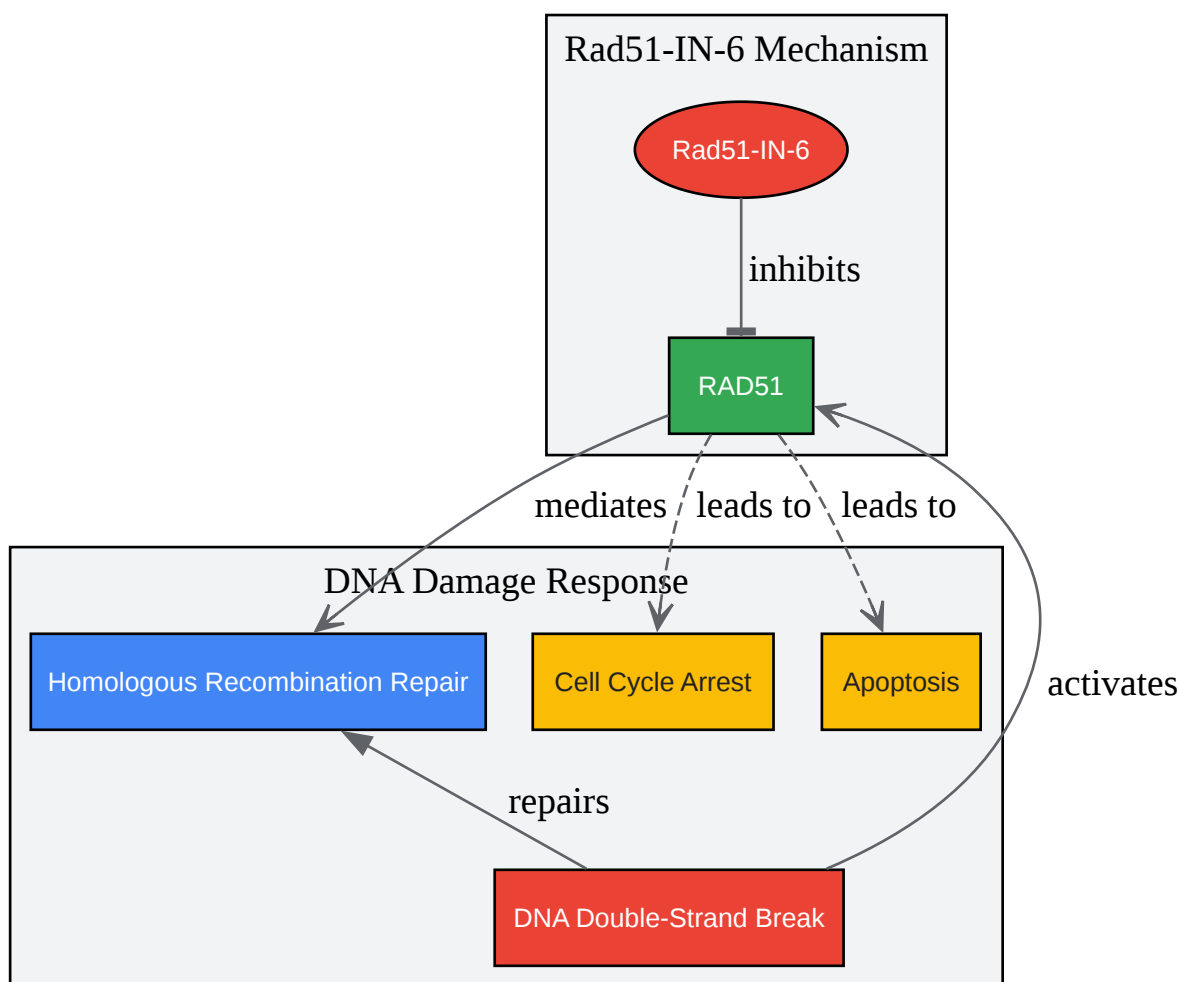 Rad51-IN-6 Mechanism
Rad51-IN-6
inhibits
RAD51
mediates
leads to
leads to
DNA Damage Response
Homologous Recombination Repair
Cell Cycle Arrest
Apoptosis
activates
repairs
DNA Double-Strand Break